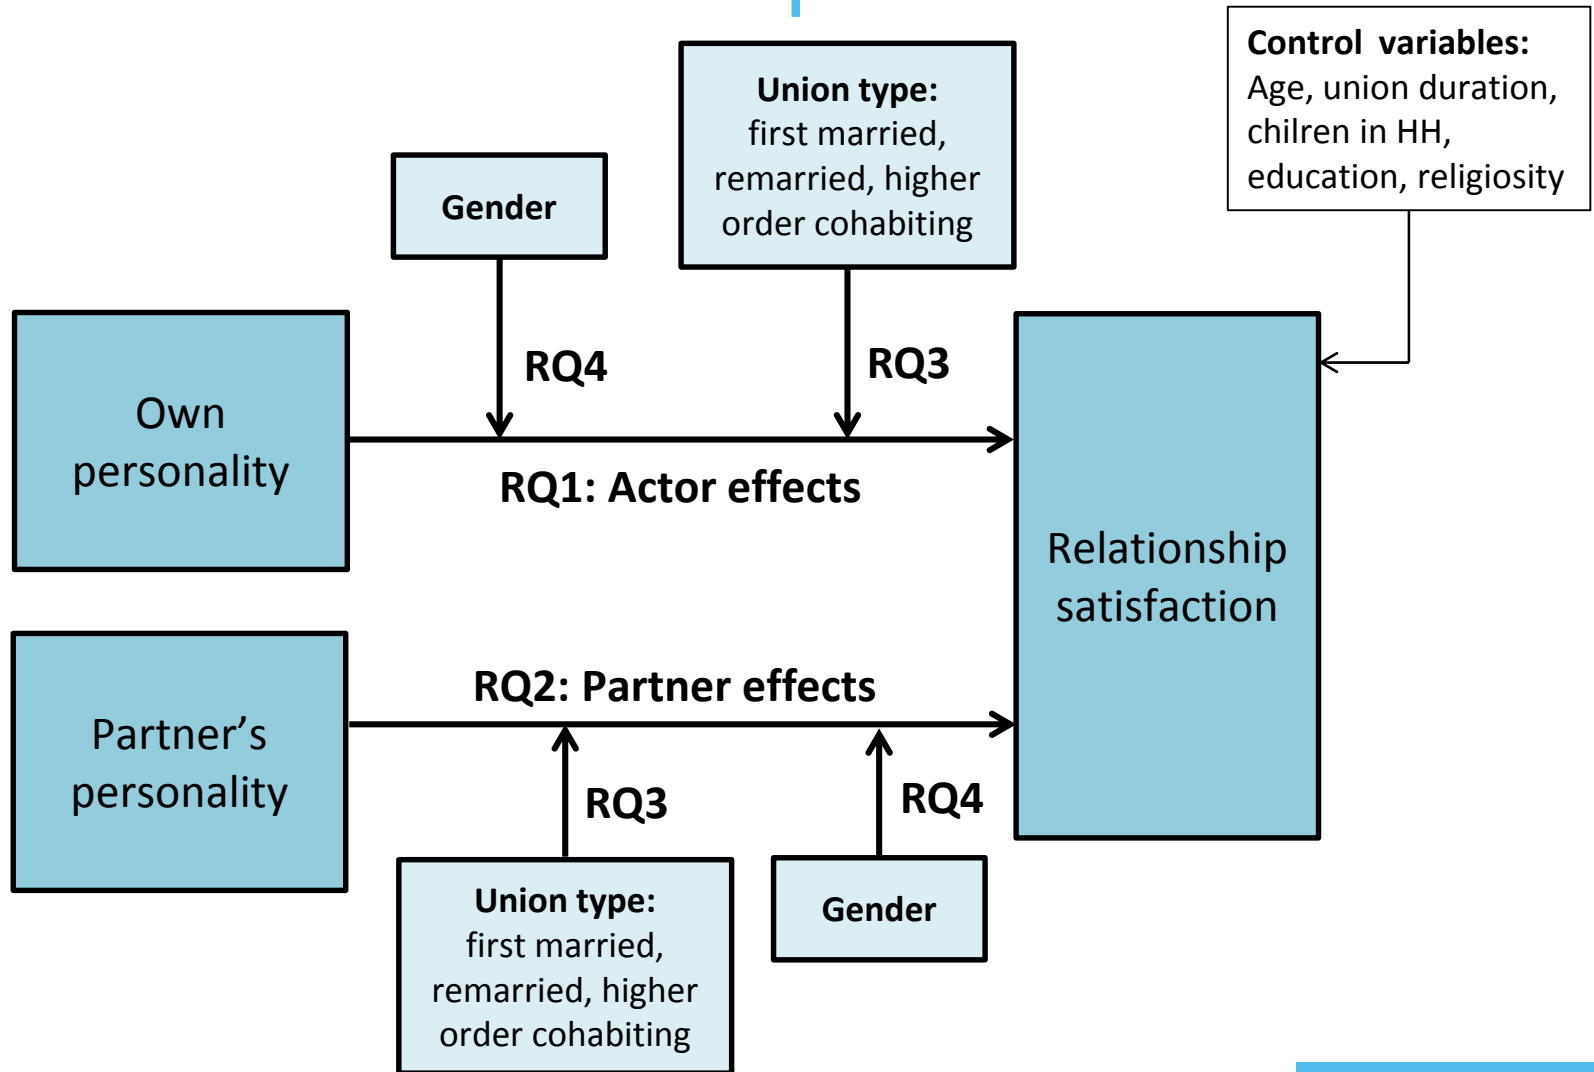 Control variables:
Age, union duration,
chilren in HH,
education, religiosity
Union type:
first married,
remarried, higher
order cohabiting
Gender
RQ4
RQ3
Own
personality
RQ1: Actor effects
Relationship
satisfaction
RQ2: Partner effects
Partner’s
personality
RQ3
RQ4
Union type:
first married,
remarried, higher
order cohabiting
Gender